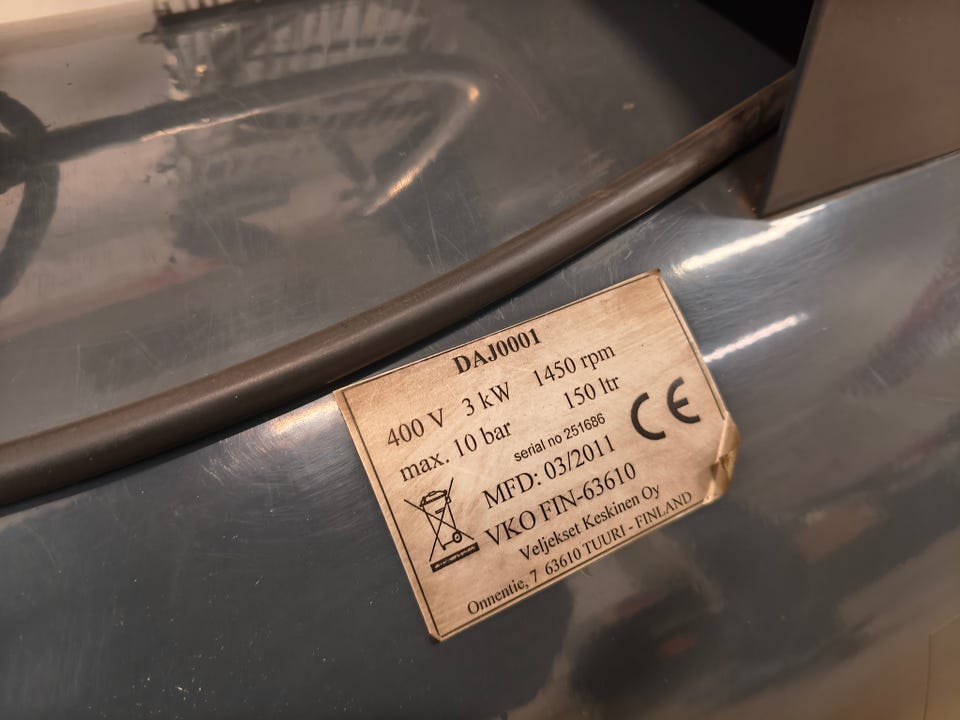 DAJ0001
400 V 3 kW 1450 rpm
max. 10 bar 150 ltr
serial no 251686
MFD: 03/2011
VKO FIN-63610
Veljekset Keskinen Oy
Onnentie, 7 63610 TUURI - FINLAND
CE